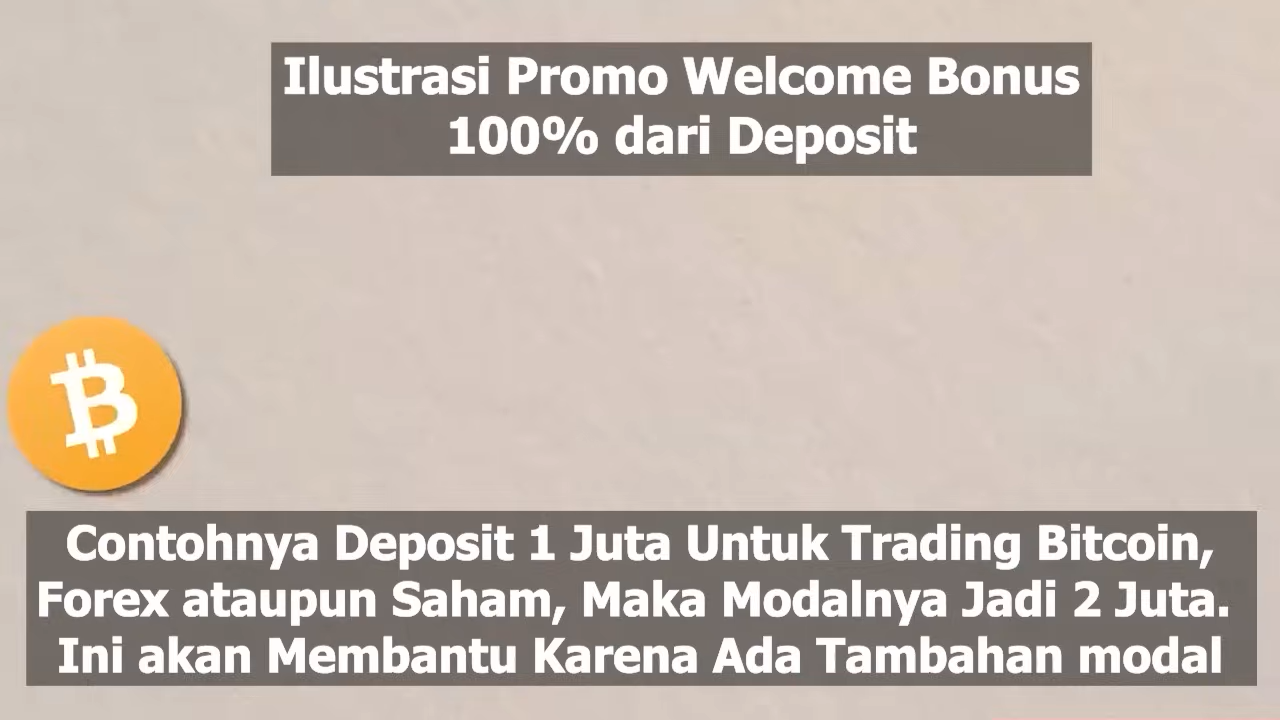 Ilustrasi Promo Welcome Bonus
100% dari Deposit
Contohnya Deposit 1 Juta Untuk Trading Bitcoin,
Forex ataupun Saham, Maka Modalnya Jadi 2 Juta.
Ini akan Membantu Karena Ada Tambahan modal